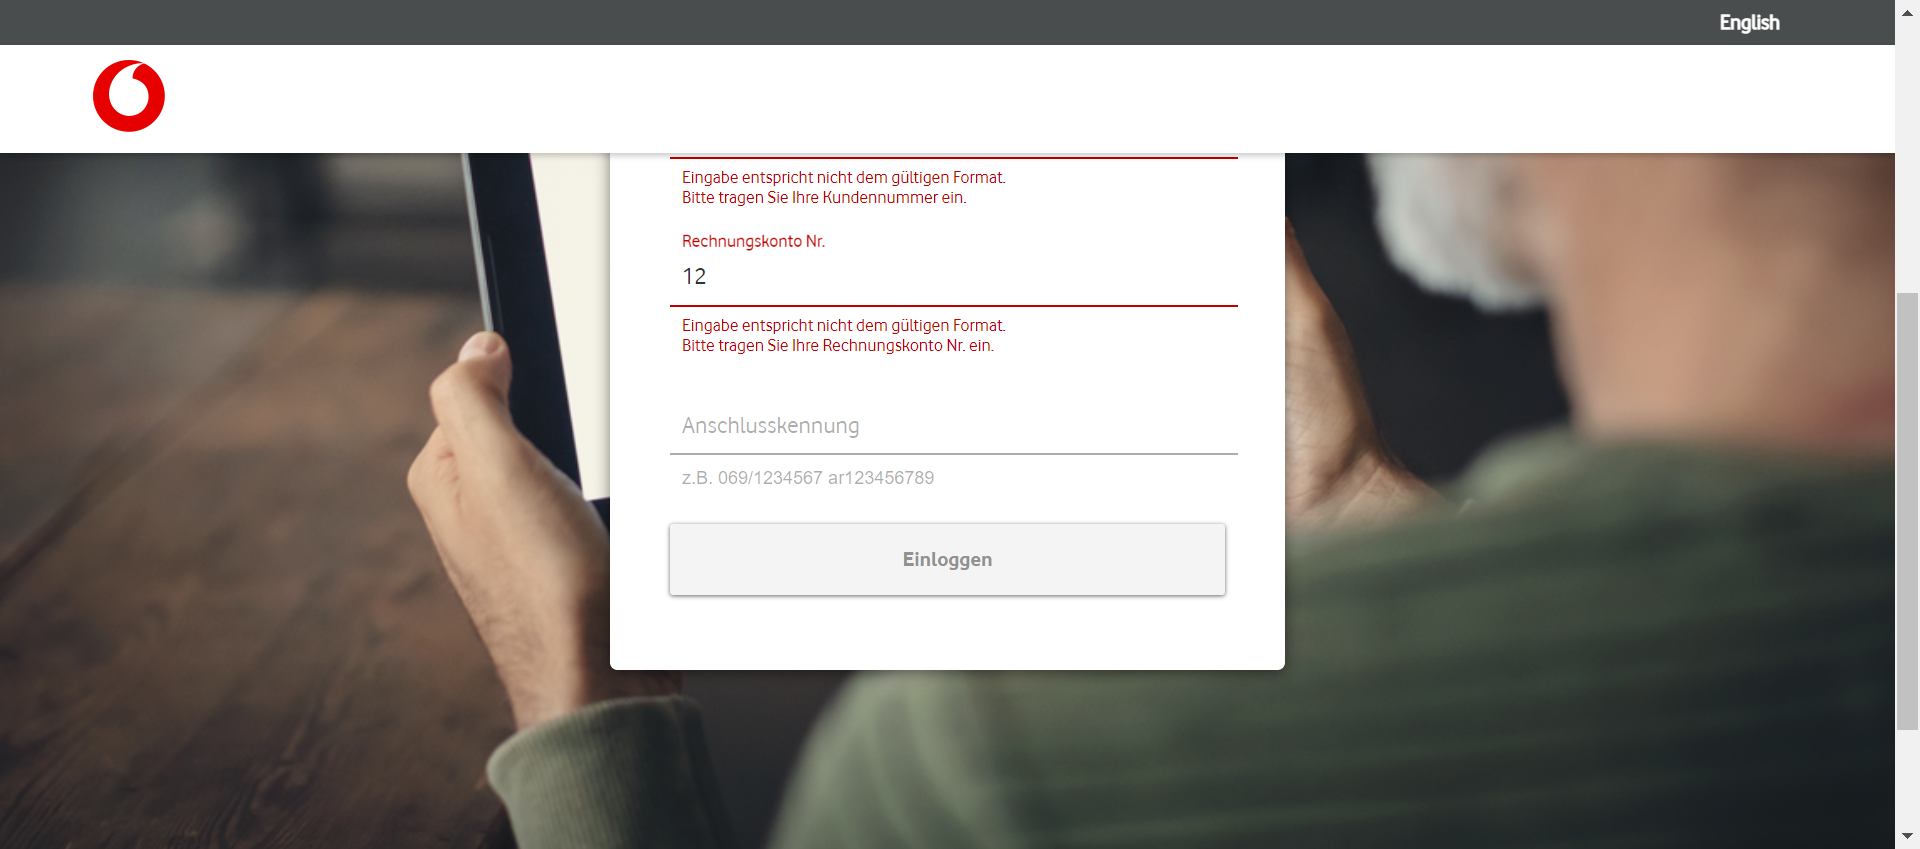 English
Eingabe entspricht nicht dem gültigen Format.
Bitte tragen Sie Ihre Kundennummer ein.
Rechnungskonto Nr.
12
Eingabe entspricht nicht dem gültigen Format.
Bitte tragen Sie Ihre Rechnungskonto Nr. ein.
Anschlusskennung
z.B. 069/1234567 ar123456789
Einloggen